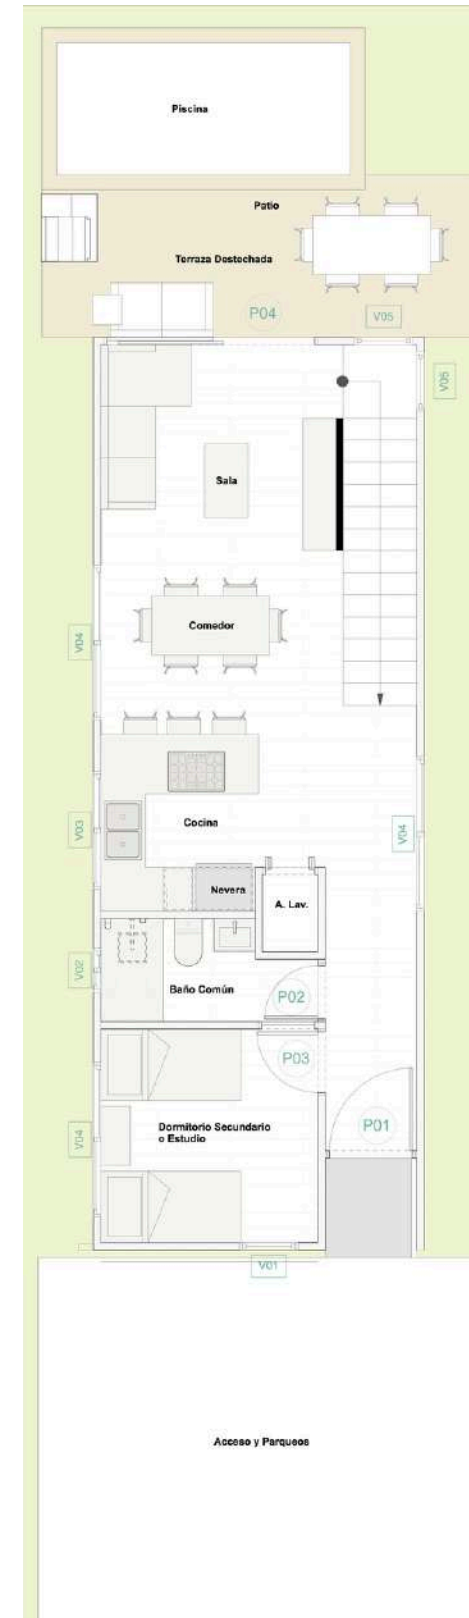 Piscina
Patio
Terraza Destechada
P04
V05
V05
Sala
Comedor
V04
Cocina
V03
V04
Nevera
A. Lav.
V02
Baño Común
P02
P03
P01
Dormitorio Secundario
o Estudio
V04
V01
Acceso y Parqueos